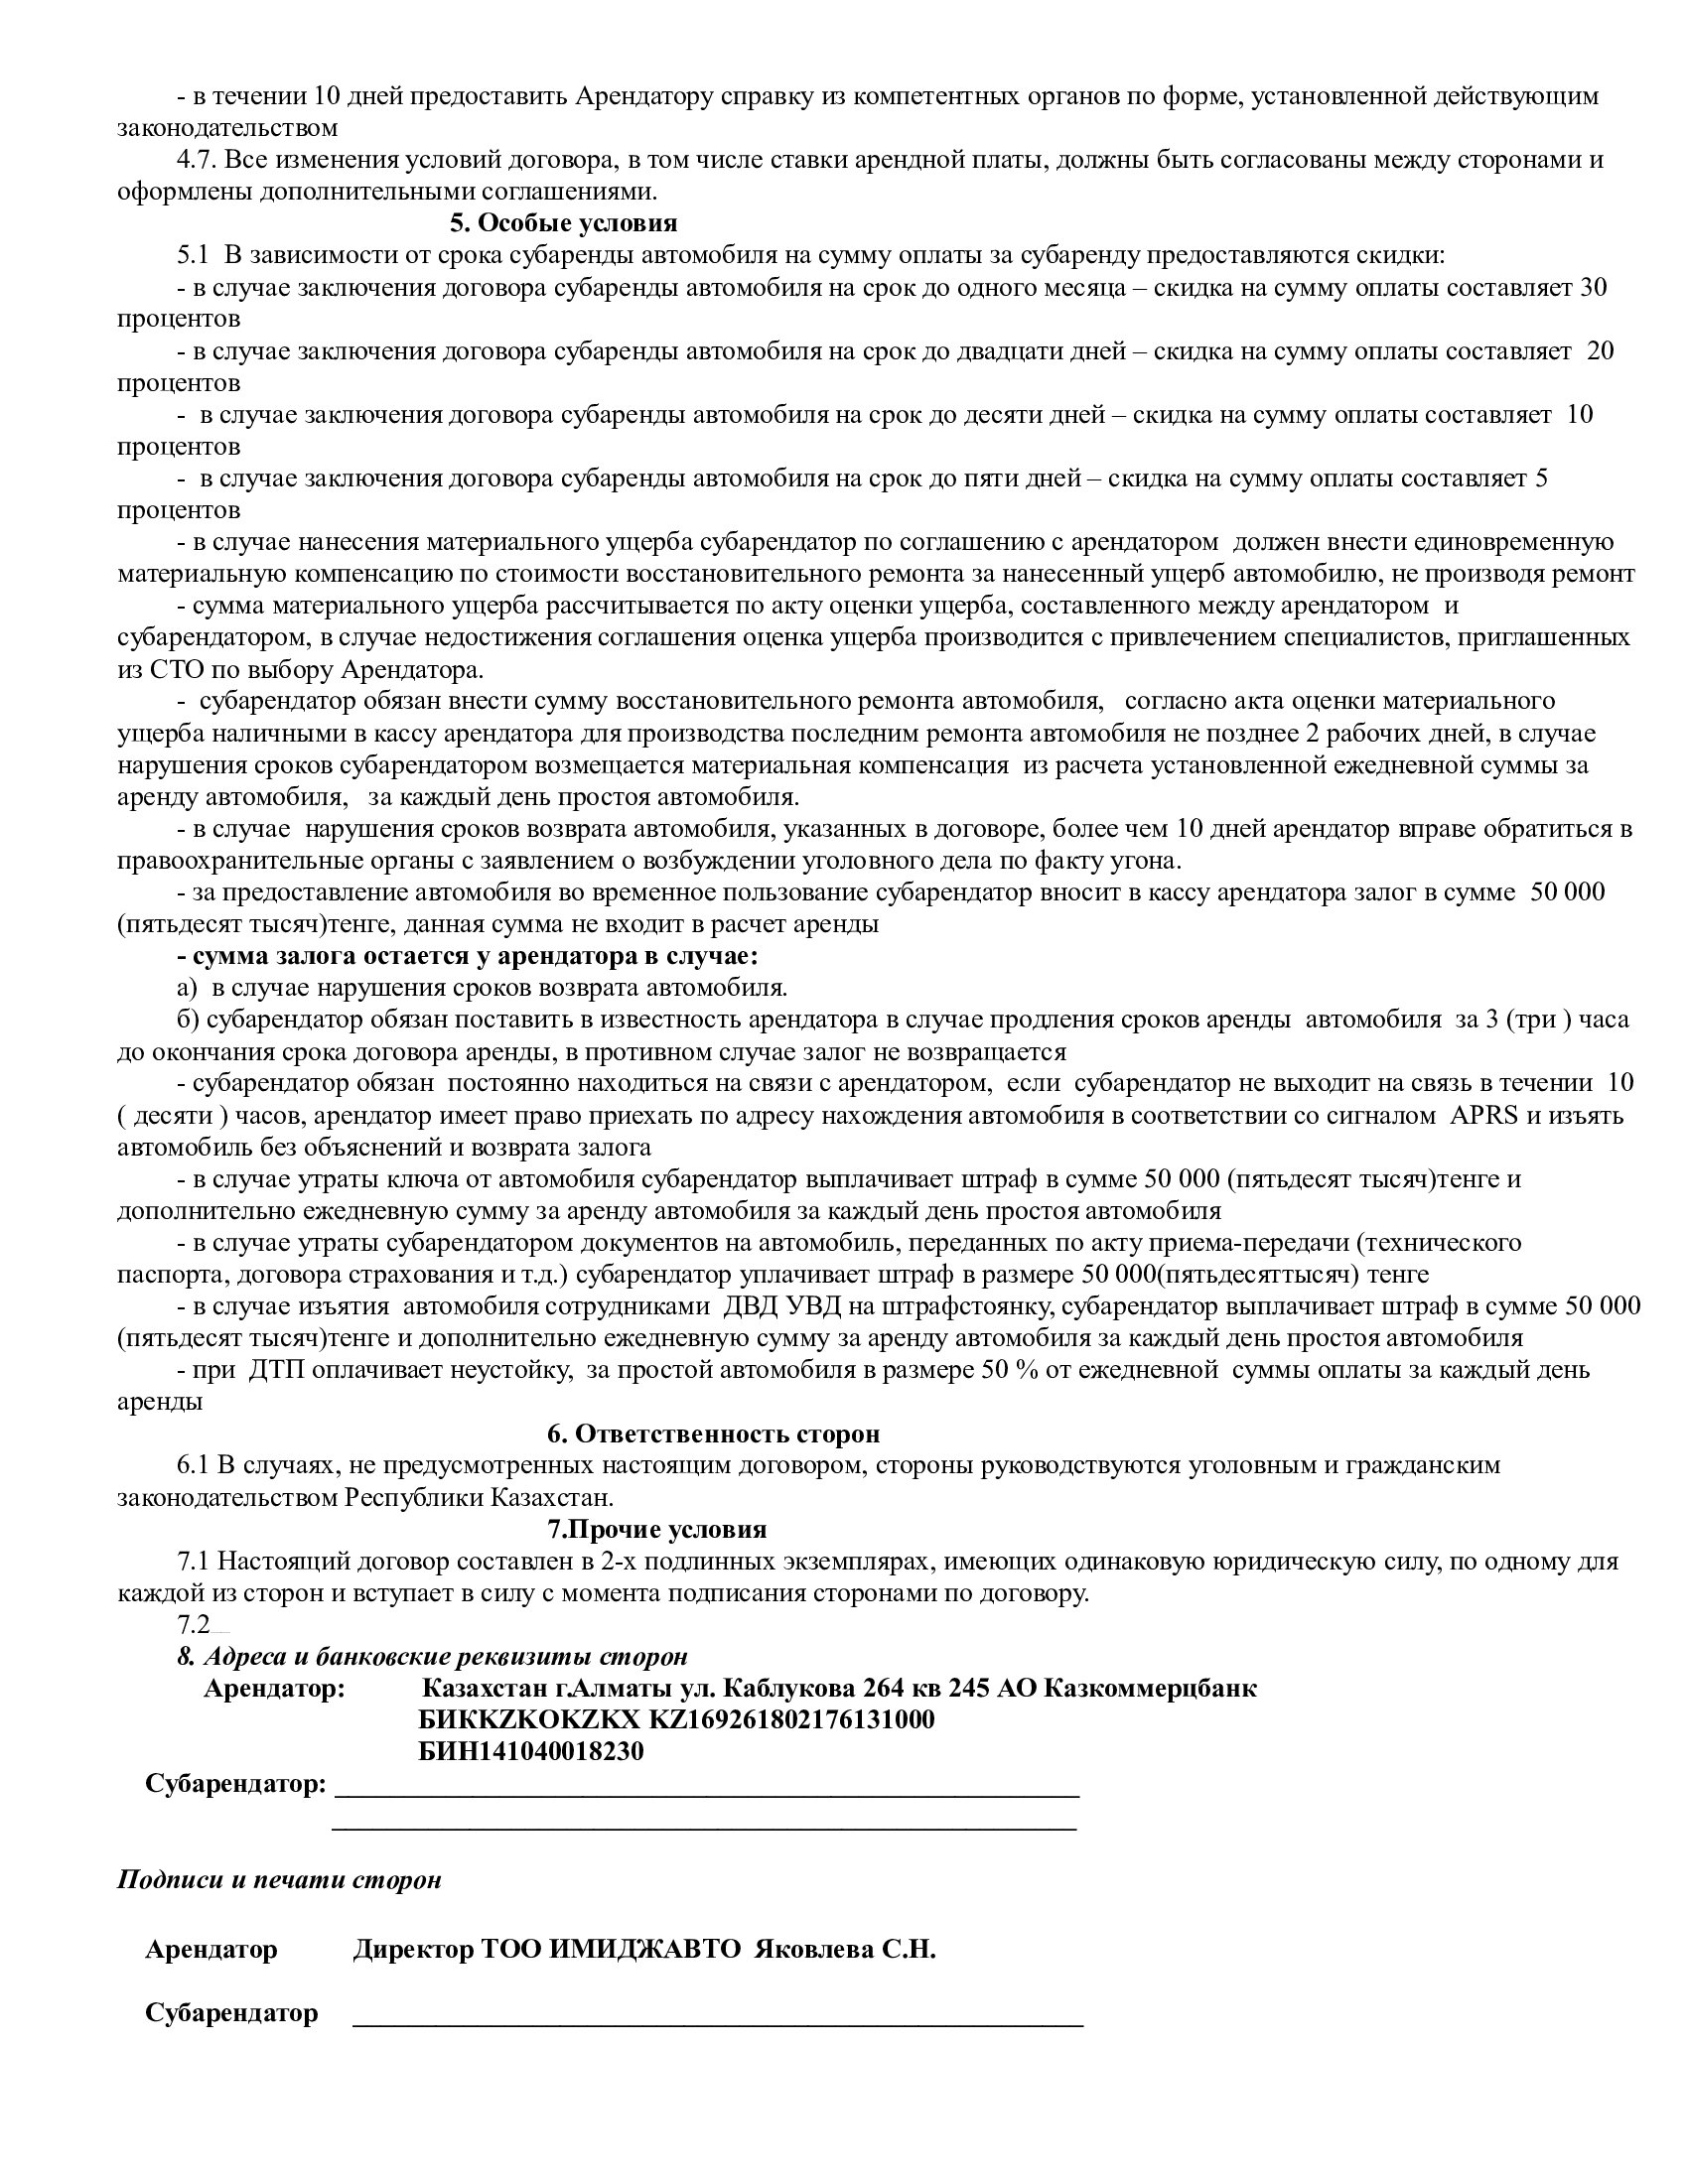 - в течении 10 дней предоставить Арендатору справку из компетентных органов по форме, установленной действующим
законодательством
4.7. Все изменения условий договора, в том числе ставки арендной платы, должны быть согласованы между сторонами и
оформлены дополнительными соглашениями.
5. Особые условия
5.1 В зависимости от срока субаренды автомобиля на сумму оплаты за субаренду предоставляются скидки:
- в случае заключения договора субаренды автомобиля на срок до одного месяца – скидка на сумму оплаты составляет 30
процентов
- в случае заключения договора субаренды автомобиля на срок до двадцати дней – скидка на сумму оплаты составляет 20
процентов
- в случае заключения договора субаренды автомобиля на срок до десяти дней – скидка на сумму оплаты составляет 10
процентов
- в случае заключения договора субаренды автомобиля на срок до пяти дней – скидка на сумму оплаты составляет 5
процентов
- в случае нанесения материального ущерба субарендатор по соглашению с арендатором должен внести единовременную
материальную компенсацию по стоимости восстановительного ремонта за нанесенный ущерб автомобилю, не производя ремонт
- сумма материального ущерба рассчитывается по акту оценки ущерба, составленного между арендатором и
субарендатором, в случае недостижения соглашения оценка ущерба производится с привлечением специалистов, приглашенных
из СТО по выбору Арендатора.
- субарендатор обязан внести сумму восстановительного ремонта автомобиля, согласно акта оценки материального
ущерба наличными в кассу арендатора для производства последним ремонта автомобиля не позднее 2 рабочих дней, в случае
нарушения сроков субарендатором возмещается материальная компенсация из расчета установленной ежедневной суммы за
аренду автомобиля, за каждый день простоя автомобиля.
- в случае нарушения сроков возврата автомобиля, указанных в договоре, более чем 10 дней арендатор вправе обратиться в
правоохранительные органы с заявлением о возбуждении уголовного дела по факту угона.
- за предоставление автомобиля во временное пользование субарендатор вносит в кассу арендатора залог в сумме 50 000
(пятьдесят тысяч)тенге, данная сумма не входит в расчет аренды
- сумма залога остается у арендатора в случае:
а) в случае нарушения сроков возврата автомобиля.
б) субарендатор обязан поставить в известность арендатора в случае продления сроков аренды автомобиля за 3 (три ) часа
до окончания срока договора аренды, в противном случае залог не возвращается
- субарендатор обязан постоянно находиться на связи с арендатором, если субарендатор не выходит на связь в течении 10
( десяти ) часов, арендатор имеет право приехать по адресу нахождения автомобиля в соответствии со сигналом APRS и изъять
автомобиль без объяснений и возврата залога
- в случае утраты ключа от автомобиля субарендатор выплачивает штраф в сумме 50 000 (пятьдесят тысяч)тенге и
дополнительно ежедневную сумму за аренду автомобиля за каждый день простоя автомобиля
- в случае утраты субарендатором документов на автомобиль, переданных по акту приема-передачи (технического
паспорта, договора страхования и т.д.) субарендатор уплачивает штраф в размере 50 000(пятьдесяттысяч) тенге
- в случае изъятия автомобиля сотрудниками ДВД УВД на штрафстоянку, субарендатор выплачивает штраф в сумме 50 000
(пятьдесят тысяч)тенге и дополнительно ежедневную сумму за аренду автомобиля за каждый день простоя автомобиля
- при ДТП оплачивает неустойку, за простой автомобиля в размере 50 % от ежедневной суммы оплаты за каждый день
аренды
6. Ответственность сторон
6.1 В случаях, не предусмотренных настоящим договором, стороны руководствуются уголовным и гражданским
законодательством Республики Казахстан.
7.Прочие условия
7.1 Настоящий договор составлен в 2-х подлинных экземплярах, имеющих одинаковую юридическую силу, по одному для
каждой из сторон и вступает в силу с момента подписания сторонами по договору.
7.2__
8. Адреса и банковские реквизиты сторон
Арендатор: Казахстан г.Алматы ул. Каблукова 264 кв 245 АО Казкоммерцбанк
БИКKZKOKZKX KZ169261802176131000
БИН141040018230
Субарендатор: ______________________________________________________
______________________________________________________
Подписи и печати сторон
Арендатор Директор ТОО ИМИДЖАВТО Яковлева С.Н.
Субарендатор _____________________________________________________